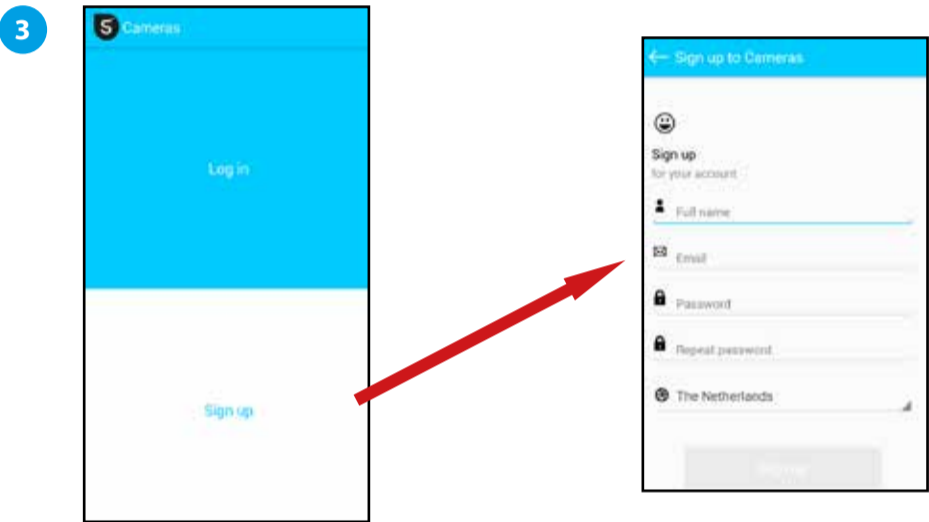 3
S Cameras
Log in
Sign up
Sign up to Cameras
Sign up
for your account
Full name
Email
Password
Repeat password
The Netherlands